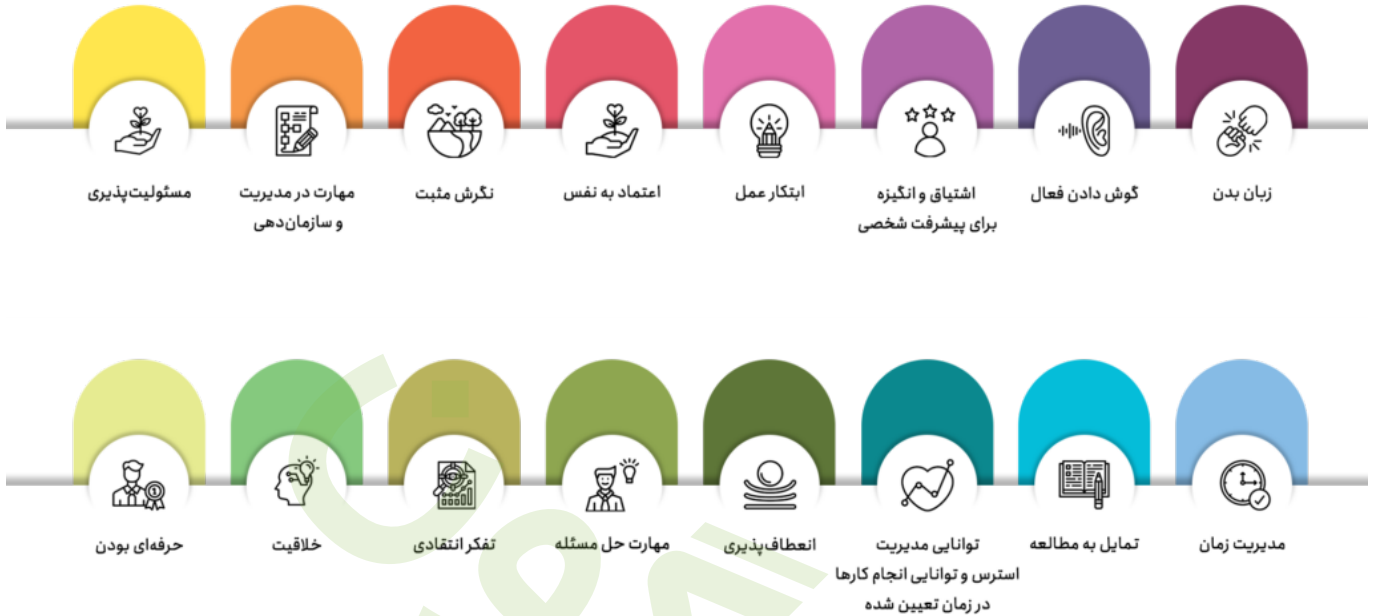 زبان بدن
گوش دادن فعال
اشتیاق و انگیزه
برای پیشرفت شخصی
ابتکار عمل
اعتماد به نفس
نگرش مثبت
مهارت در مدیریت
و سازمان‌دهی
مسئولیت‌پذیری
مدیریت زمان
تمایل به مطالعه
توانایی مدیریت
استرس و توانایی انجام کارها
در زمان تعیین شده
انعطاف‌پذیری
مهارت حل مسئله
تفکر انتقادی
خلاقیت
حرفه‌ای بودن